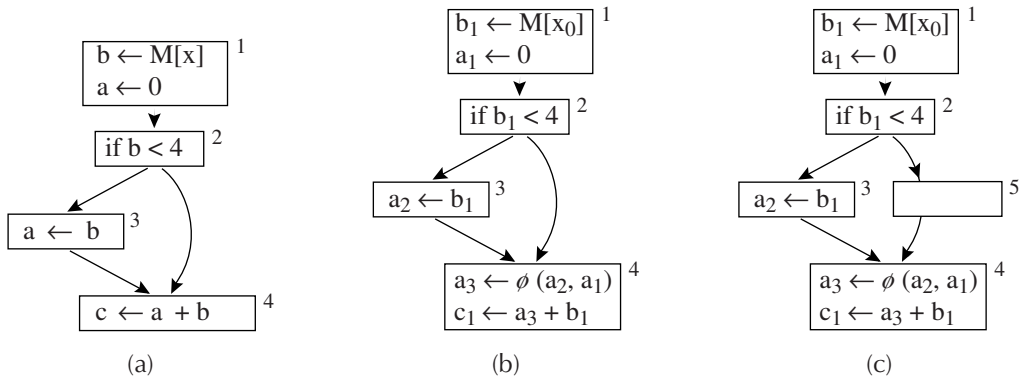 b ← M[x]
a ← 0
1
if b < 4
2
a ← b
3
c ← a + b
4
(a)
b₁ ← M[x₀]
a₁ ← 0
1
if b₁ < 4
2
a₂ ← b₁
3
a₃ ← ϕ (a₂, a₁)
c₁ ← a₃ + b₁
4
(b)
b₁ ← M[x₀]
a₁ ← 0
1
if b₁ < 4
2
a₂ ← b₁
3
5
a₃ ← ϕ (a₂, a₁)
c₁ ← a₃ + b₁
4
(c)